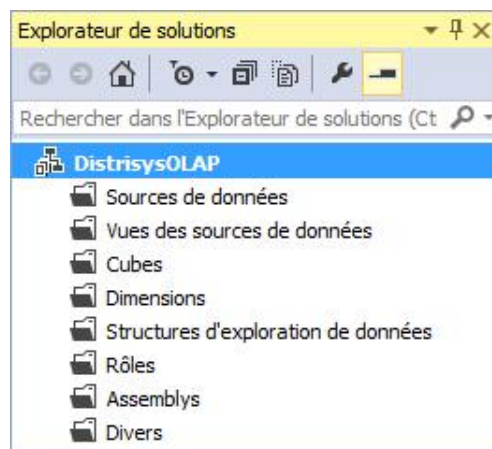 Explorateur de solutions
Rechercher dans l'Explorateur de solutions (Ct
DistrisysOLAP
Sources de données
Vues des sources de données
Cubes
Dimensions
Structures d'exploration de données
Rôles
Assemblys
Divers